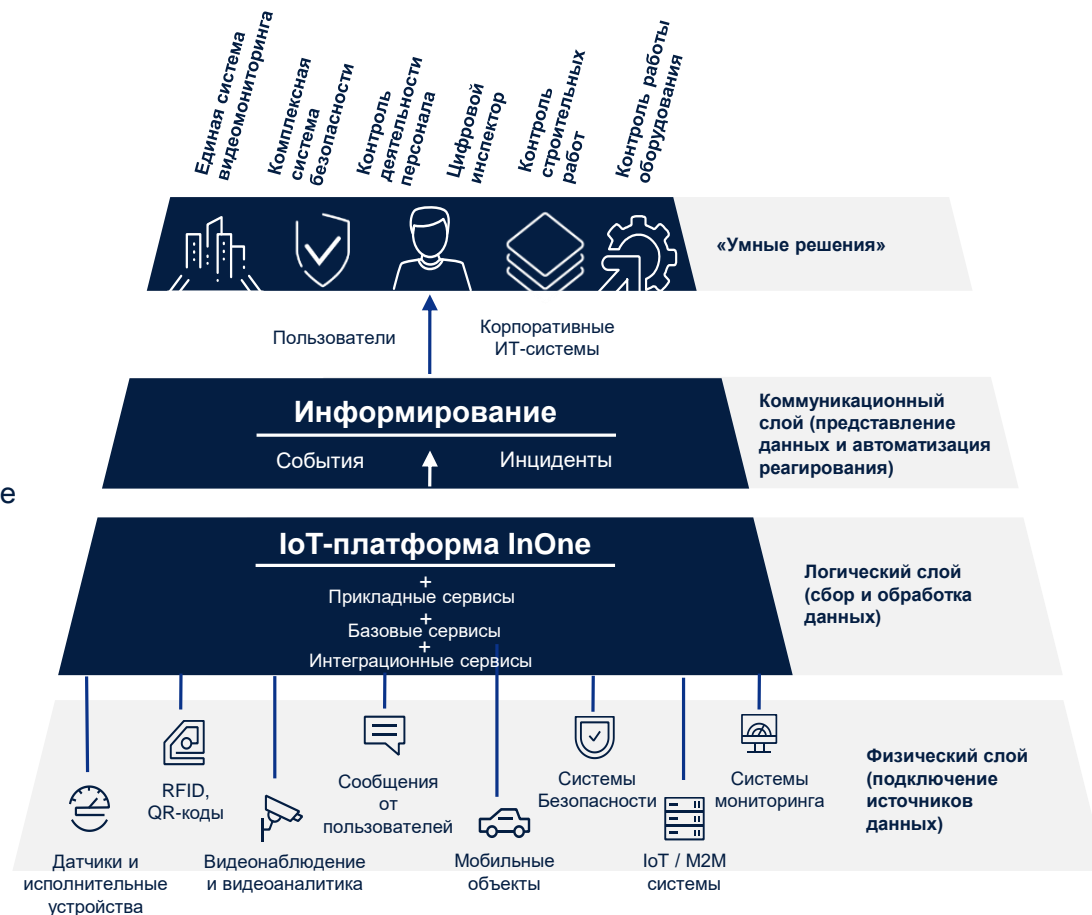 Единая система
видеомониторинга
Комплексная
система
безопасности
Контроль
деятельности
персонала
Цифровой
инспектор
Контроль
строительных
работ
Контроль работы
оборудования
«Умные решения»
Пользователи
Корпоративные
ИТ-системы
Информирование
События
Инциденты
Коммуникационный
слой (представление
данных и автоматизация
реагирования)
е
IoT-платформа InOne
+
Прикладные сервисы
+
Базовые сервисы
+
Интеграционные сервисы
Логический слой
(сбор и обработка
данных)
Физический слой
(подключение
источников
данных)
Датчики и
исполнительные
устройства
RFID,
QR-коды
Видеонаблюдение
и видеоаналитика
Сообщения
от
пользователей
Мобильные
объекты
Системы
Безопасности
IoT / M2M
системы
Системы
мониторинга